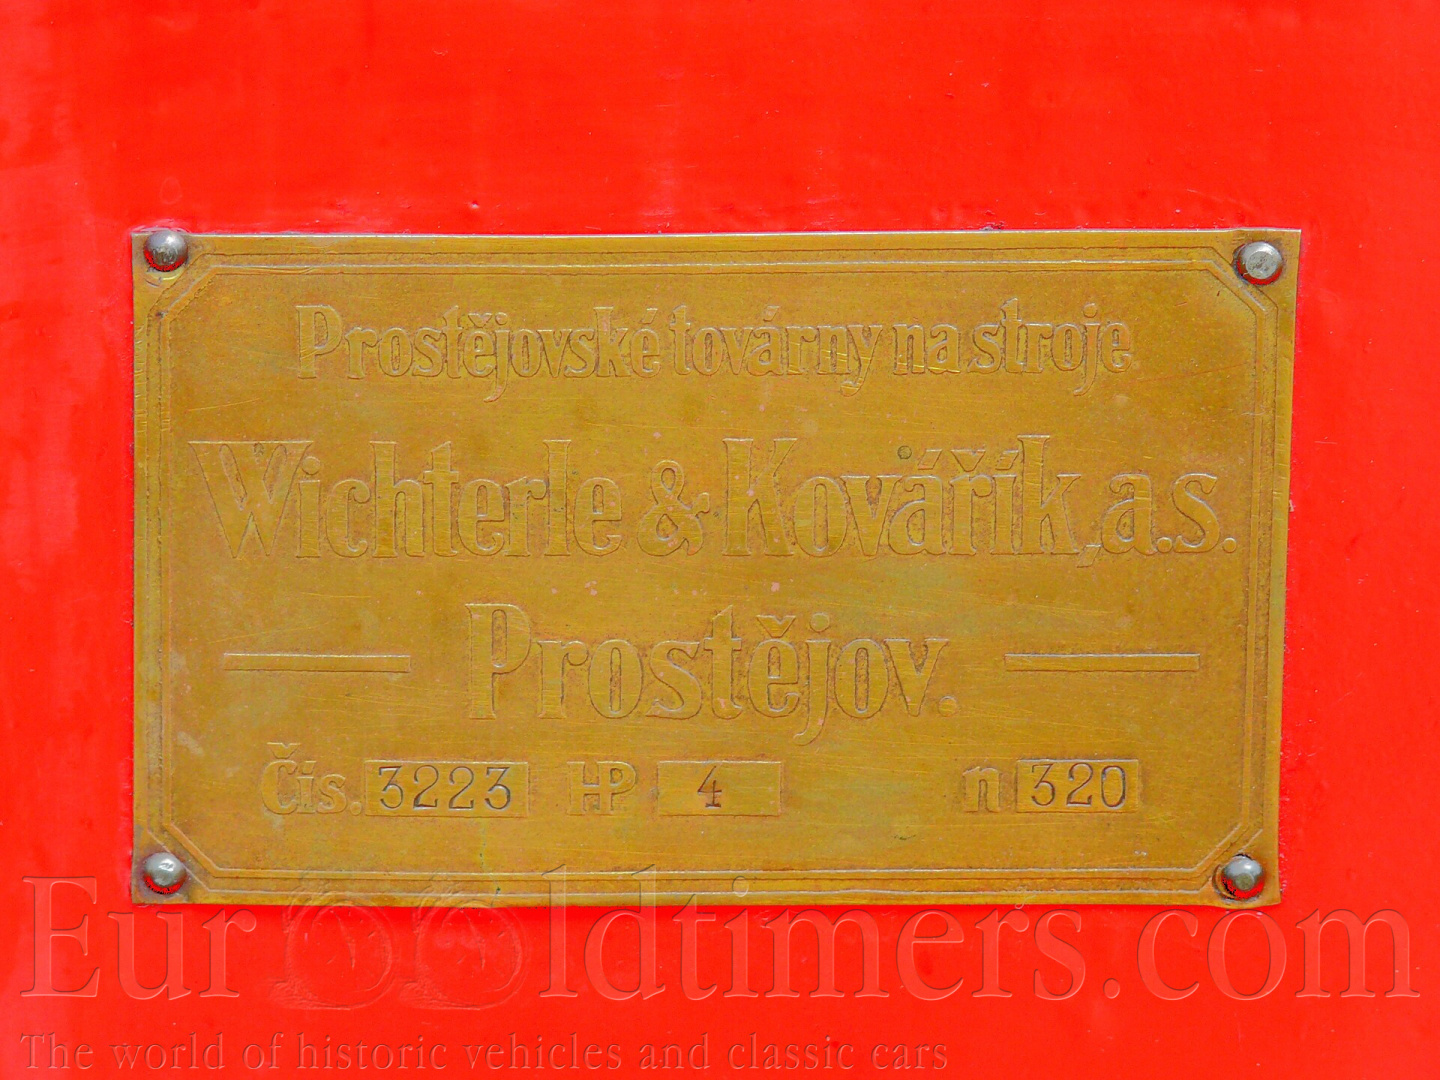 Prostějovské továrny na stroje
Wichterle & Kovářík, a.s.
Prostějov.
Čís. 3223 HP 4 n 320
EurOOldtimers.com
The world of historic vehicles and classic cars